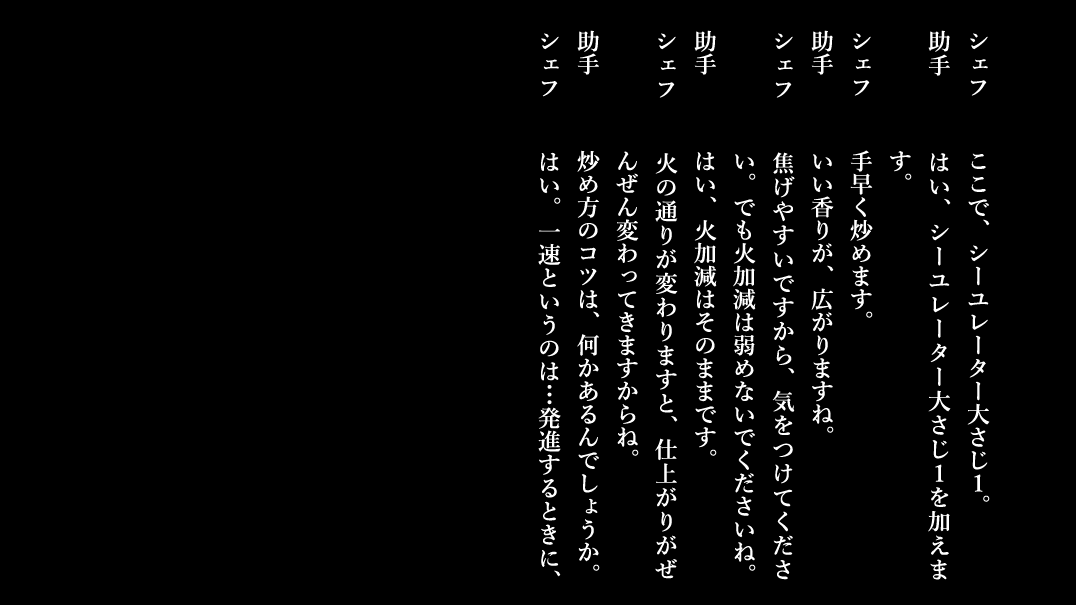 シェフ　ここで、シーユレーター大さじ1。
助手　はい、シーユレーター大さじ1を加えま
す。
シェフ　手早く炒めます。
助手　いい香りが、広がりますね。
シェフ　焦げやすいですから、気をつけてくださ
い。でも火加減は弱めないでくださいね。
助手　はい、火加減はそのままです。
シェフ　火の通りが変わりますと、仕上がりがぜ
んぜん変わってきますからね。
助手　炒め方のコツは、何かあるんでしょうか。
シェフ　はい。一速というのは…発進するときに、